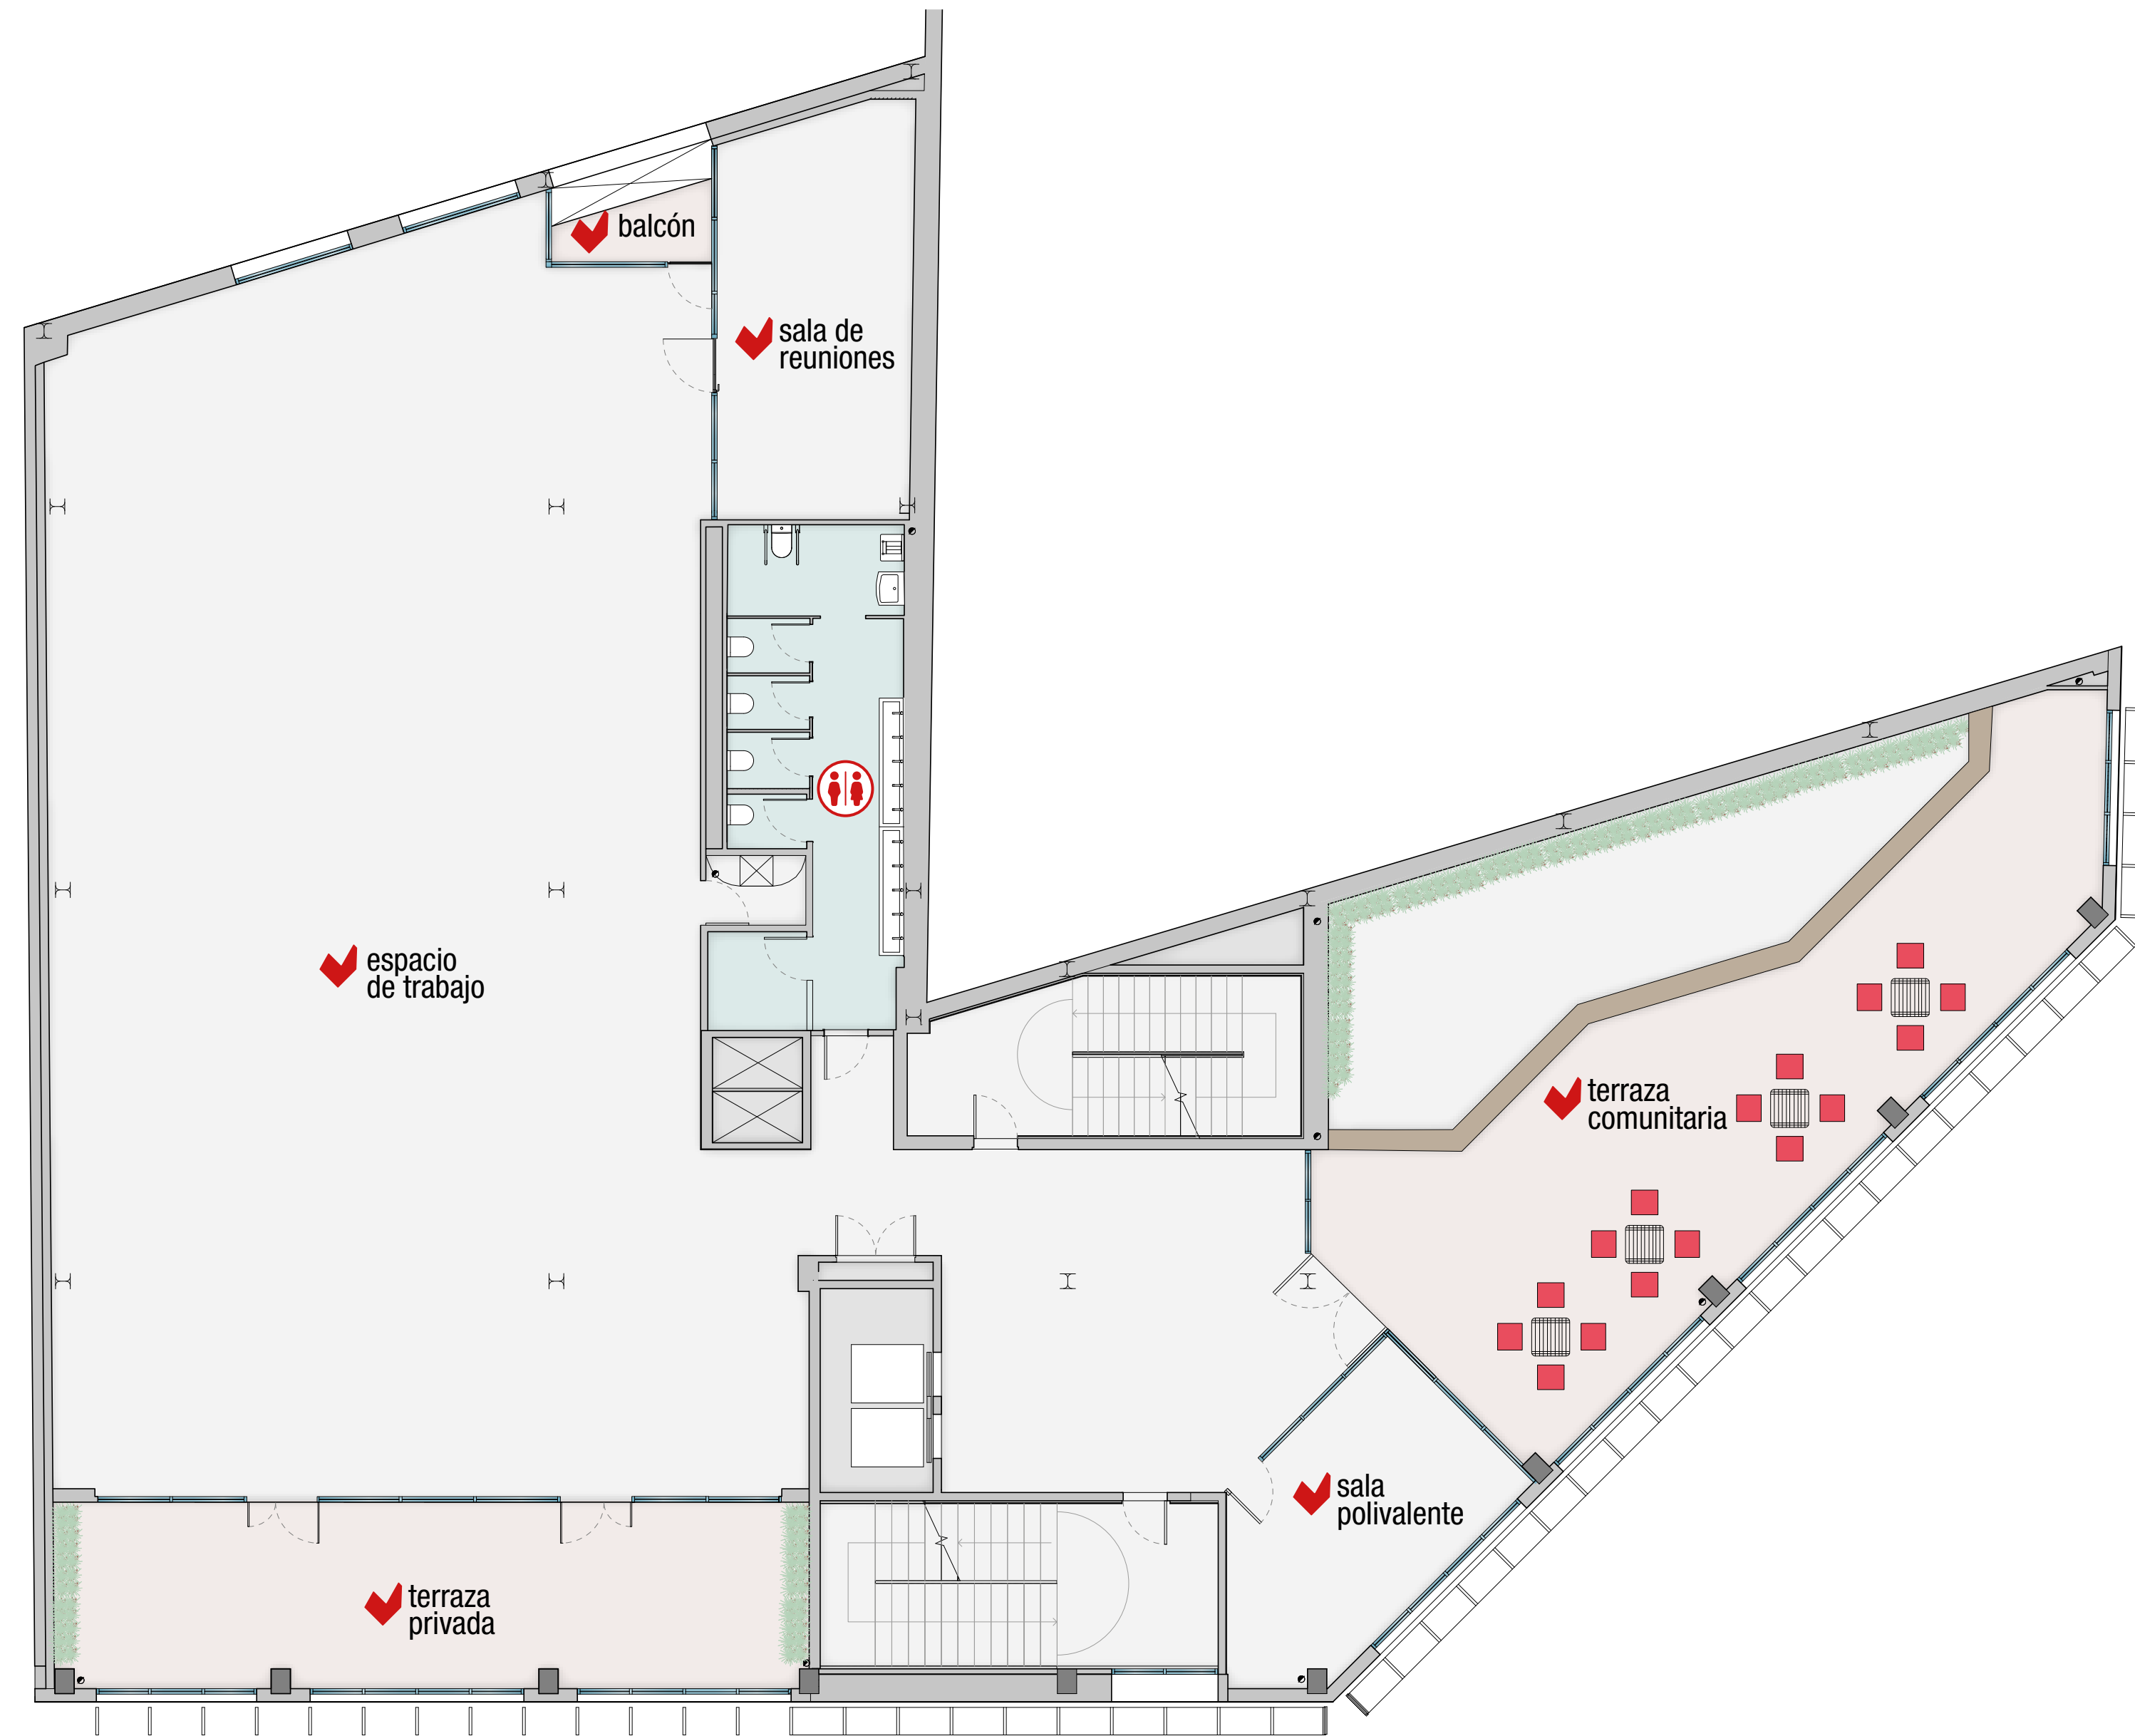 balcón
sala de
reuniones
espacio
de trabajo
terraza
comunitaria
sala
polivalente
terraza
privada